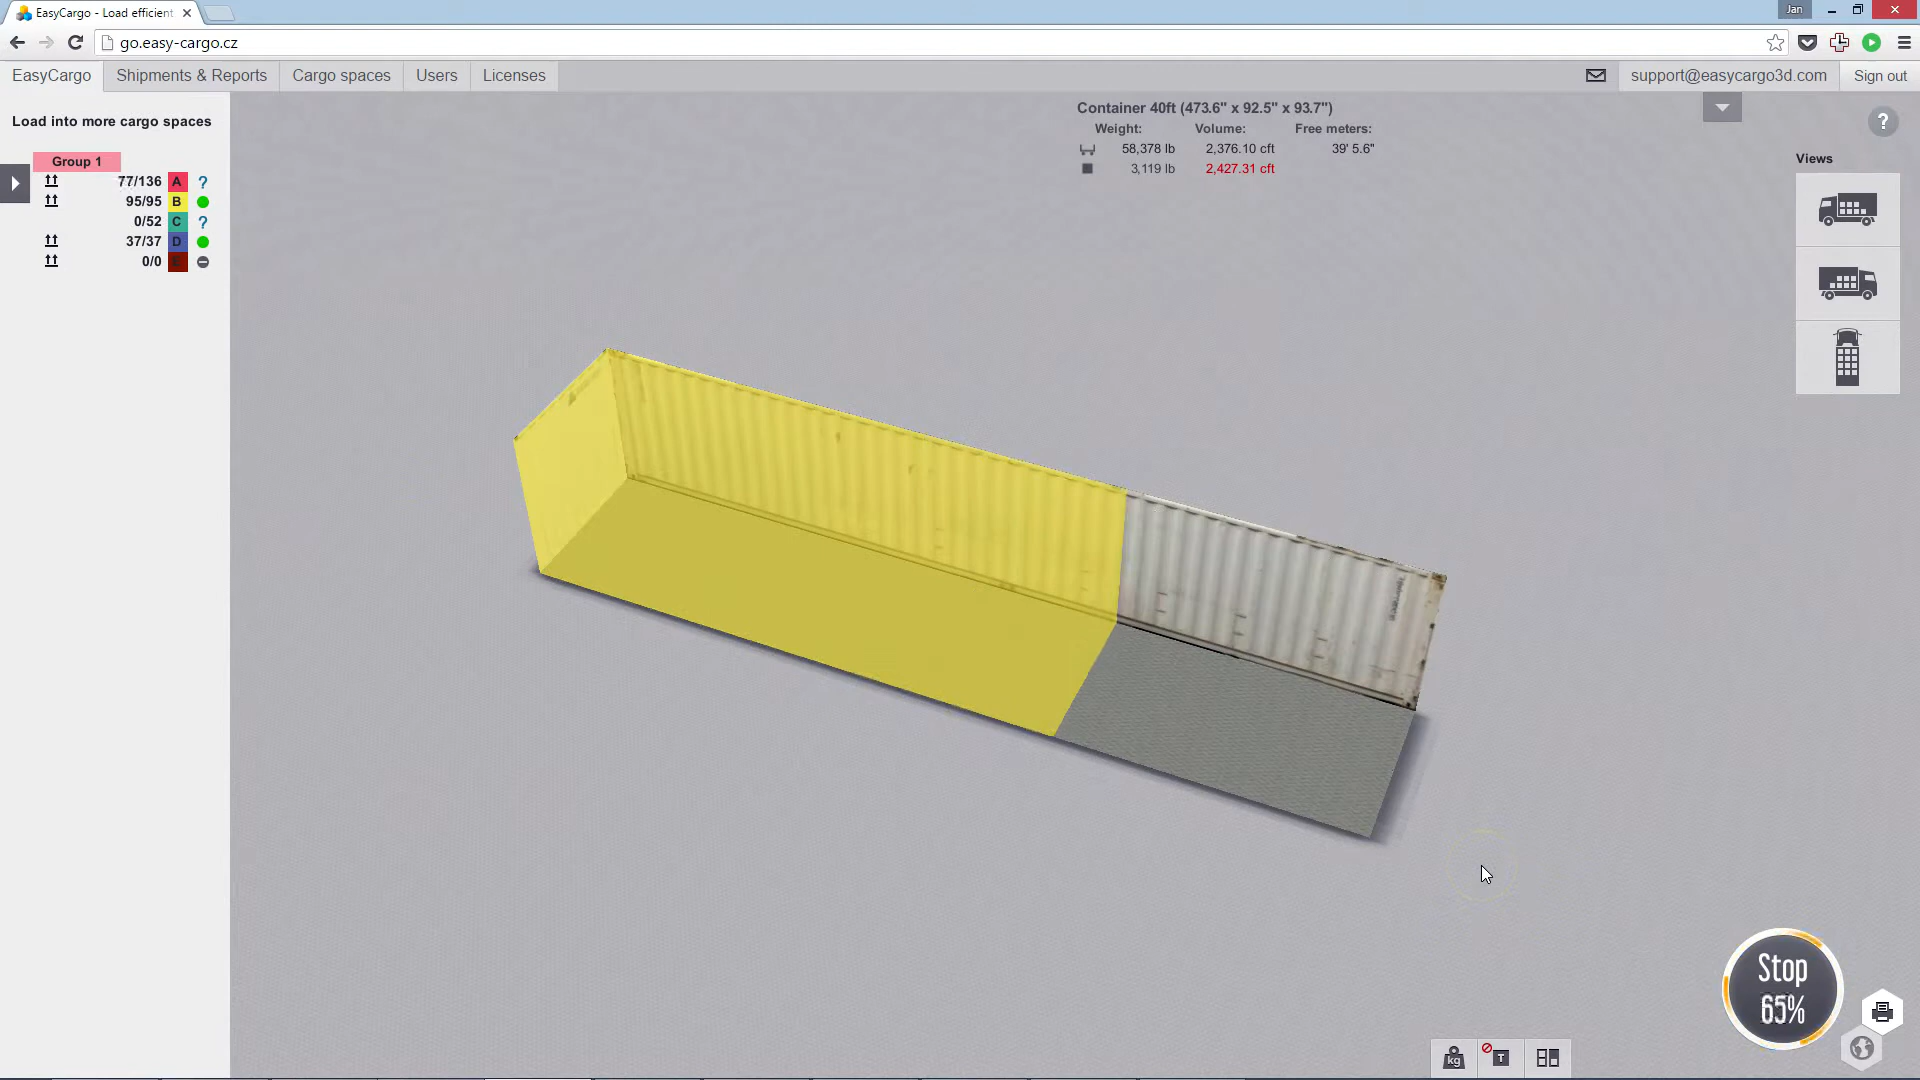 EasyCargo - Load efficient
Jan
go.easy-cargo.cz
EasyCargo Shipments & Reports Cargo spaces Users Licenses support@easycargo3d.com Sign out
Load into more cargo spaces
Group 1
77/136 A ?
95/95 B
0/52 C ?
37/37 D
0/0 E
Container 40ft (473.6" x 92.5" x 93.7")
Weight: Volume: Free meters:
58,378 lb 2,376.10 cft 39' 5.6"
3,119 lb 2,427.31 cft
?
Views
Stop
65%
kg T